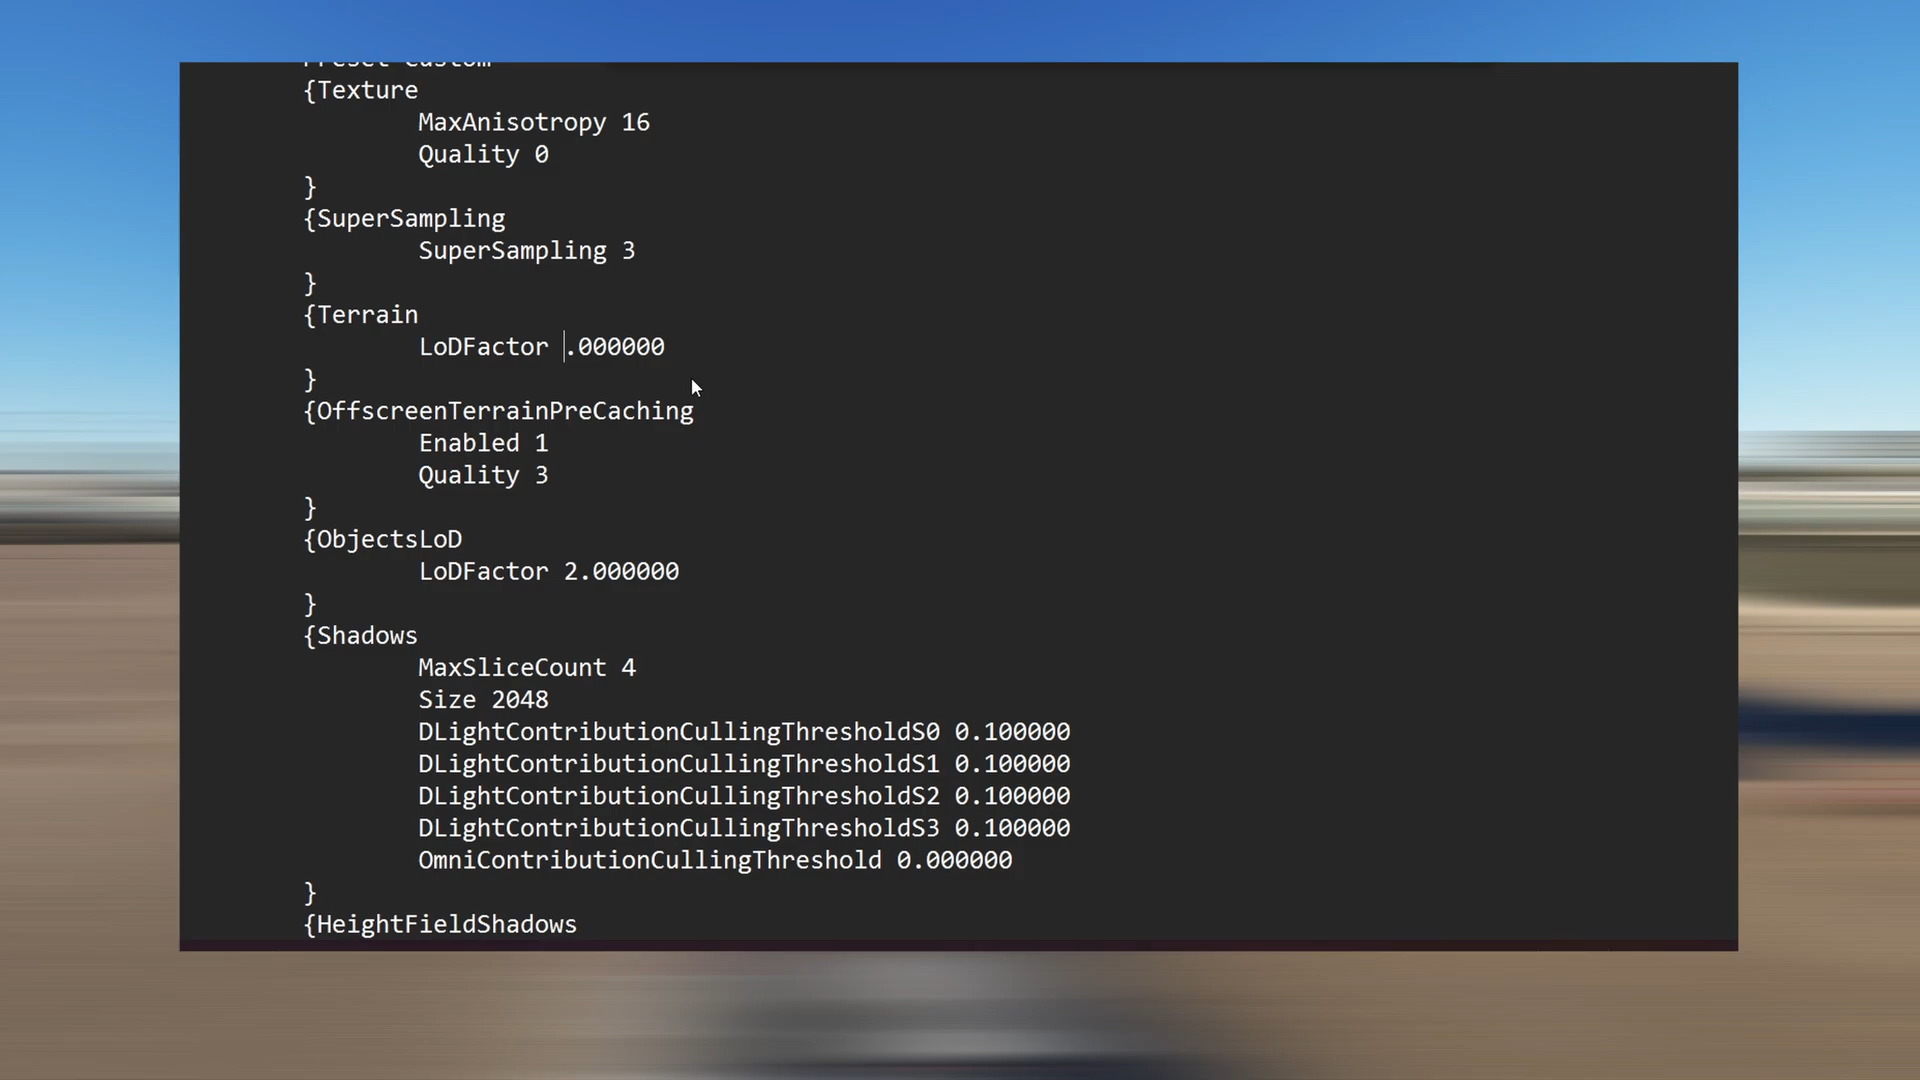 Preset Custom
{Texture
MaxAnisotropy 16
Quality 0
}
{SuperSampling
SuperSampling 3
}
{Terrain
LoDFactor .000000
}
{OffscreenTerrainPreCaching
Enabled 1
Quality 3
}
{ObjectsLoD
LoDFactor 2.000000
}
{Shadows
MaxSliceCount 4
Size 2048
DLightContributionCullingThresholdS0 0.100000
DLightContributionCullingThresholdS1 0.100000
DLightContributionCullingThresholdS2 0.100000
DLightContributionCullingThresholdS3 0.100000
OmniContributionCullingThreshold 0.000000
}
{HeightFieldShadows